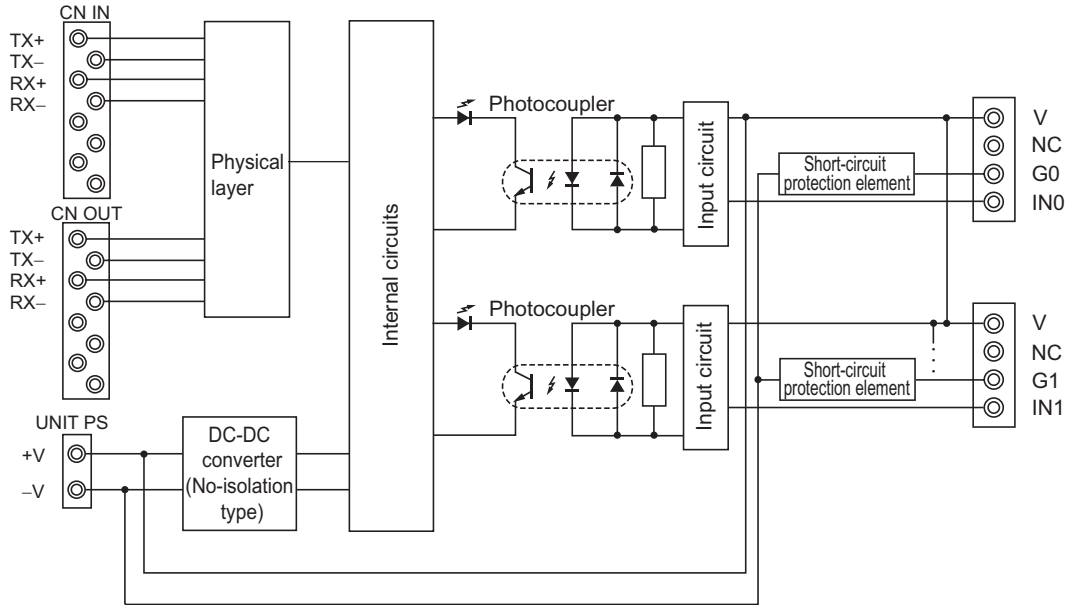 CN IN
TX+
TX−
RX+
RX−
Physical
layer
CN OUT
TX+
TX−
RX+
RX−
UNIT PS
+V
−V
DC-DC
converter
(No-isolation
type)
Internal circuits
Photocoupler
Input circuit
Short-circuit
protection element
V
NC
G0
IN0
Photocoupler
Input circuit
Short-circuit
protection element
V
NC
G1
IN1